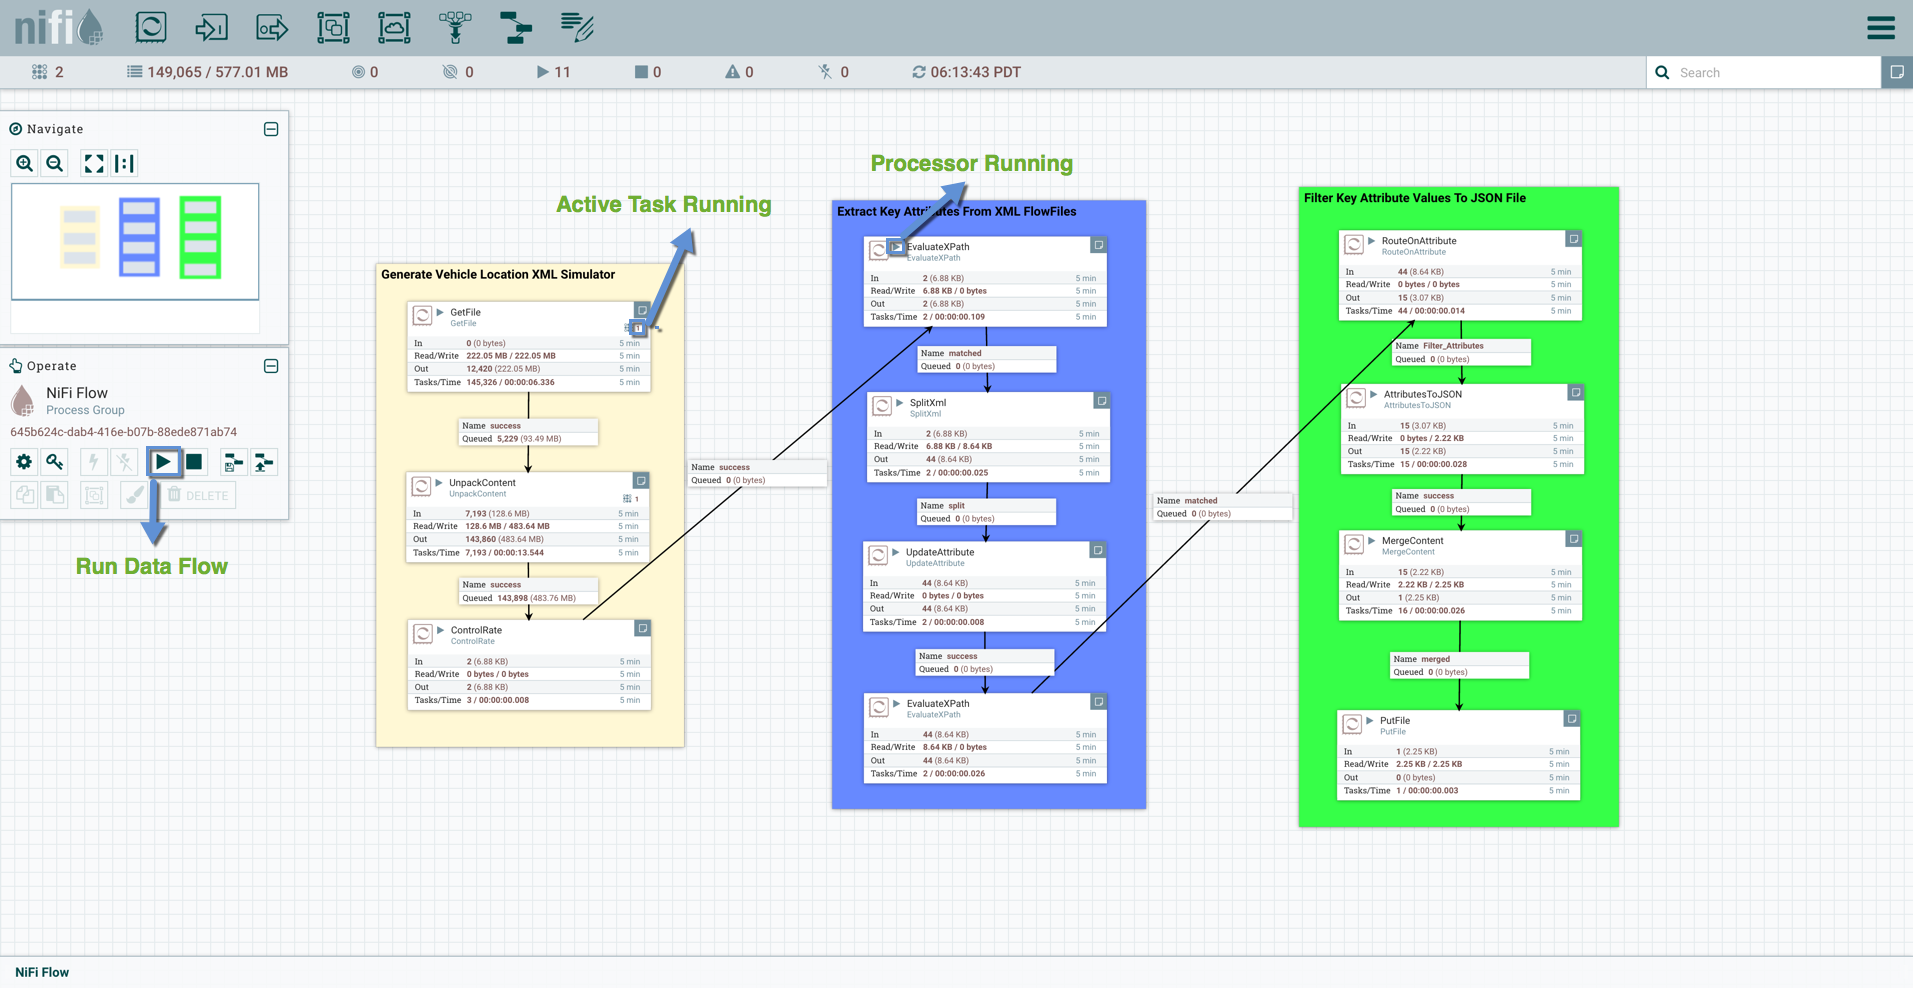 nifi
2
149,065 / 577.01 MB
0
0
11
0
0
0
06:13:43 PDT
Search
Navigate
Operate
NiFi Flow
Process Group
645b624c-dab4-416e-b07b-88ede871ab74
DELETE
Run Data Flow
Active Task Running
Processor Running
Generate Vehicle Location XML Simulator
GetFile
GetFile
1
In 0 (0 bytes) 5 min
Read/Write 222.05 MB / 222.05 MB 5 min
Out 12,420 (222.05 MB) 5 min
Tasks/Time 145,326 / 00:00:06.336 5 min
Name success
Queued 5,229 (93.49 MB)
UnpackContent
UnpackContent
1
In 7,193 (128.6 MB) 5 min
Read/Write 128.6 MB / 483.64 MB 5 min
Out 143,860 (483.64 MB) 5 min
Tasks/Time 7,193 / 00:00:13.544 5 min
Name success
Queued 143,898 (483.76 MB)
ControlRate
ControlRate
In 2 (6.88 KB) 5 min
Read/Write 0 bytes / 0 bytes 5 min
Out 2 (6.88 KB) 5 min
Tasks/Time 3 / 00:00:00.008 5 min
Name success
Queued 0 (0 bytes)
Extract Key Attributes From XML FlowFiles
EvaluateXPath
EvaluateXPath
In 2 (6.88 KB) 5 min
Read/Write 6.88 KB / 0 bytes 5 min
Out 2 (6.88 KB) 5 min
Tasks/Time 2 / 00:00:00.109 5 min
Name matched
Queued 0 (0 bytes)
SplitXml
SplitXml
In 2 (6.88 KB) 5 min
Read/Write 6.88 KB / 8.64 KB 5 min
Out 44 (8.64 KB) 5 min
Tasks/Time 2 / 00:00:00.025 5 min
Name split
Queued 0 (0 bytes)
UpdateAttribute
UpdateAttribute
In 44 (8.64 KB) 5 min
Read/Write 0 bytes / 0 bytes 5 min
Out 44 (8.64 KB) 5 min
Tasks/Time 2 / 00:00:00.008 5 min
Name success
Queued 0 (0 bytes)
EvaluateXPath
EvaluateXPath
In 44 (8.64 KB) 5 min
Read/Write 8.64 KB / 0 bytes 5 min
Out 44 (8.64 KB) 5 min
Tasks/Time 2 / 00:00:00.026 5 min
Name matched
Queued 0 (0 bytes)
Filter Key Attribute Values To JSON File
RouteOnAttribute
RouteOnAttribute
In 44 (8.64 KB) 5 min
Read/Write 0 bytes / 0 bytes 5 min
Out 15 (3.07 KB) 5 min
Tasks/Time 44 / 00:00:00.014 5 min
Name Filter_Attributes
Queued 0 (0 bytes)
AttributesToJSON
AttributesToJSON
In 15 (3.07 KB) 5 min
Read/Write 0 bytes / 2.22 KB 5 min
Out 15 (2.22 KB) 5 min
Tasks/Time 15 / 00:00:00.028 5 min
Name success
Queued 0 (0 bytes)
MergeContent
MergeContent
In 15 (2.22 KB) 5 min
Read/Write 2.22 KB / 2.25 KB 5 min
Out 1 (2.25 KB) 5 min
Tasks/Time 16 / 00:00:00.026 5 min
Name merged
Queued 0 (0 bytes)
PutFile
PutFile
In 1 (2.25 KB) 5 min
Read/Write 2.25 KB / 2.25 KB 5 min
Out 0 (0 bytes) 5 min
Tasks/Time 1 / 00:00:00.003 5 min
NiFi Flow